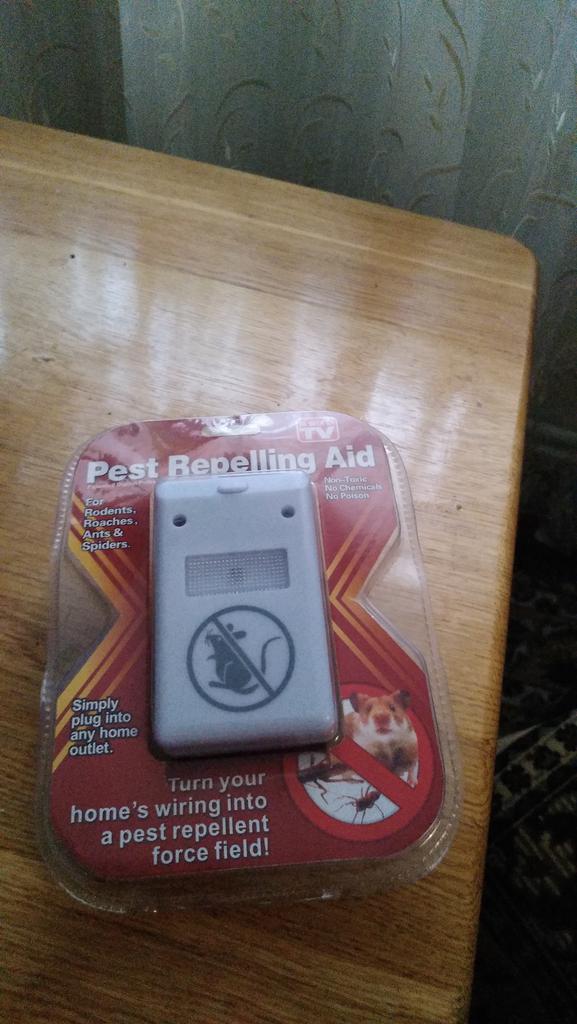 TV
Pest Repelling Aid
Non-Toxic
No Chemicals
No Poison
For
Rodents,
Roaches,
Ants &
Spiders.
Simply
plug into
any home
outlet.
Turn your
home's wiring into
a pest repellent
force field!